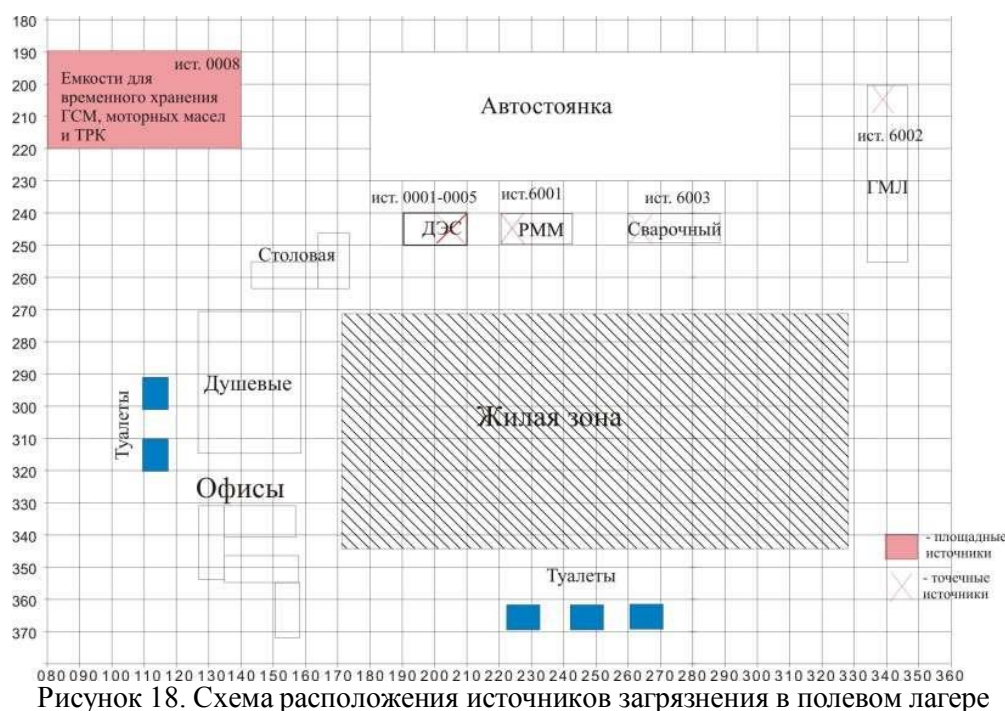 180
190
200
210
220
230
240
250
260
270
280
290
300
310
320
330
340
350
360
370
ист. 0008
Емкости для
временного хранения
ГСМ, моторных масел
и ТРК
Автостоянка
ист. 6002
ГМЛ
ист. 0001-0005
ист.6001
ист. 6003
ДЭС
РММ
Сварочный
Столовая
Душевые
Туалеты
Жилая зона
Офисы
Туалеты
- площадные
источники
- точечные
источники
080 090 100 110 120 130 140 150 160 170 180 190 200 210 220 230 240 250 260 270 280 290 300 310 320 330 340 350 360
Рисунок 18. Схема расположения источников загрязнения в полевом лагере